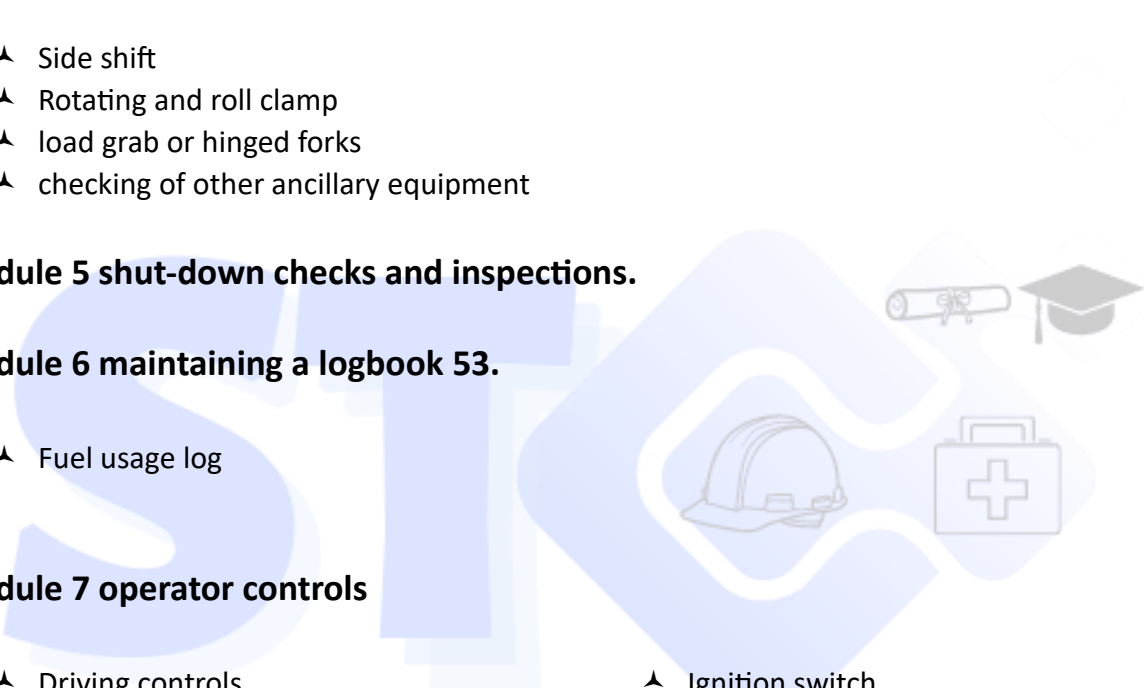 Side shift
Rotating and roll clamp
load grab or hinged forks
checking of other ancillary equipment
dule 5 shut-down checks and inspections.
dule 6 maintaining a logbook 53.
Fuel usage log
dule 7 operator controls
Driving controls
Ignition switch
ST